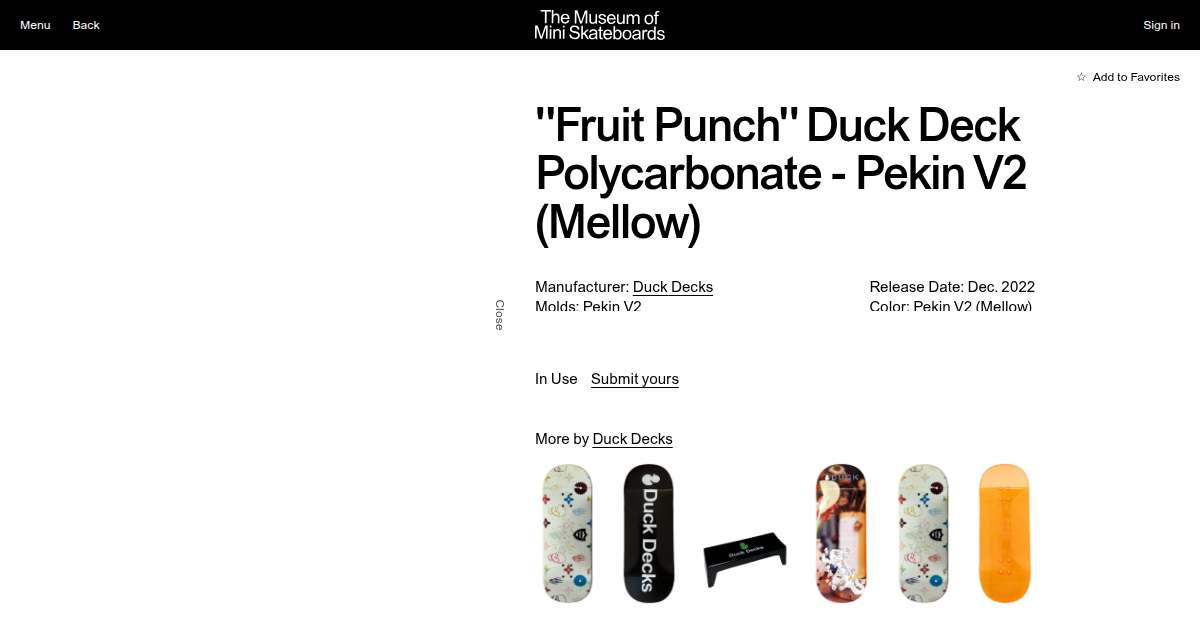 Menu
Back
The Museum of
Mini Skateboards
Sign in
☆ Add to Favorites
"Fruit Punch" Duck Deck
Polycarbonate - Pekin V2
(Mellow)
Manufacturer: Duck Decks
Release Date: Dec. 2022
Molds: Pekin V2
Color: Pekin V2 (Mellow)
Close
In Use
Submit yours
More by Duck Decks
Duck Decks
Duck Decks
DUCK